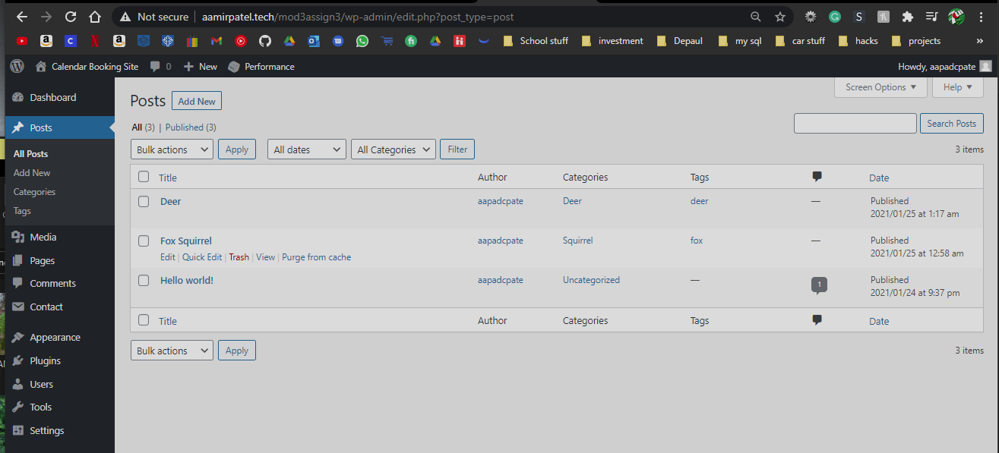 Not secure | aamirpatel.tech/mod3assign3/wp-admin/edit.php?post_type=post
School stuff investment Depaul my sql car stuff hacks projects »
Calendar Booking Site 0 + New Performance Howdy, aapadcpate
Screen Options Help
Dashboard
Posts
All Posts
Add New
Categories
Tags
Media
Pages
Comments
Contact
Appearance
Plugins
Users
Tools
Settings
Posts Add New
All (3) | Published (3)
Search Posts
Bulk actions Apply All dates All Categories Filter 3 items
Title Author Categories Tags Date
Deer aapadcpate Deer deer — Published
2021/01/25 at 1:17 am
Fox Squirrel aapadcpate Squirrel fox — Published
Edit | Quick Edit | Trash | View | Purge from cache 2021/01/25 at 12:58 am
Hello world! aapadcpate Uncategorized — 1 Published
2021/01/24 at 9:37 pm
Title Author Categories Tags Date
Bulk actions Apply 3 items